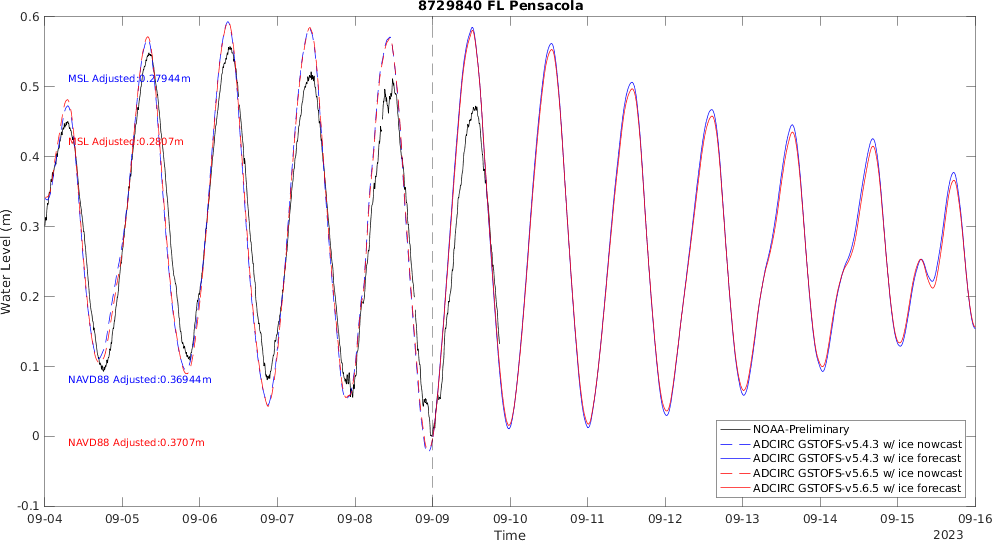 8729840 FL Pensacola
0.6
0.5
0.4
0.3
0.2
0.1
0
-0.1
Water Level (m)
MSL Adjusted:0.27944m
MSL Adjusted:0.2807m
NAVD88 Adjusted:0.36944m
NAVD88 Adjusted:0.3707m
NOAA-Preliminary
ADCIRC GSTOFS-v5.4.3 w/ ice nowcast
ADCIRC GSTOFS-v5.4.3 w/ ice forecast
ADCIRC GSTOFS-v5.6.5 w/ ice nowcast
ADCIRC GSTOFS-v5.6.5 w/ ice forecast
09-04 09-05 09-06 09-07 09-08 09-09 09-10 09-11 09-12 09-13 09-14 09-15 09-16
Time
2023